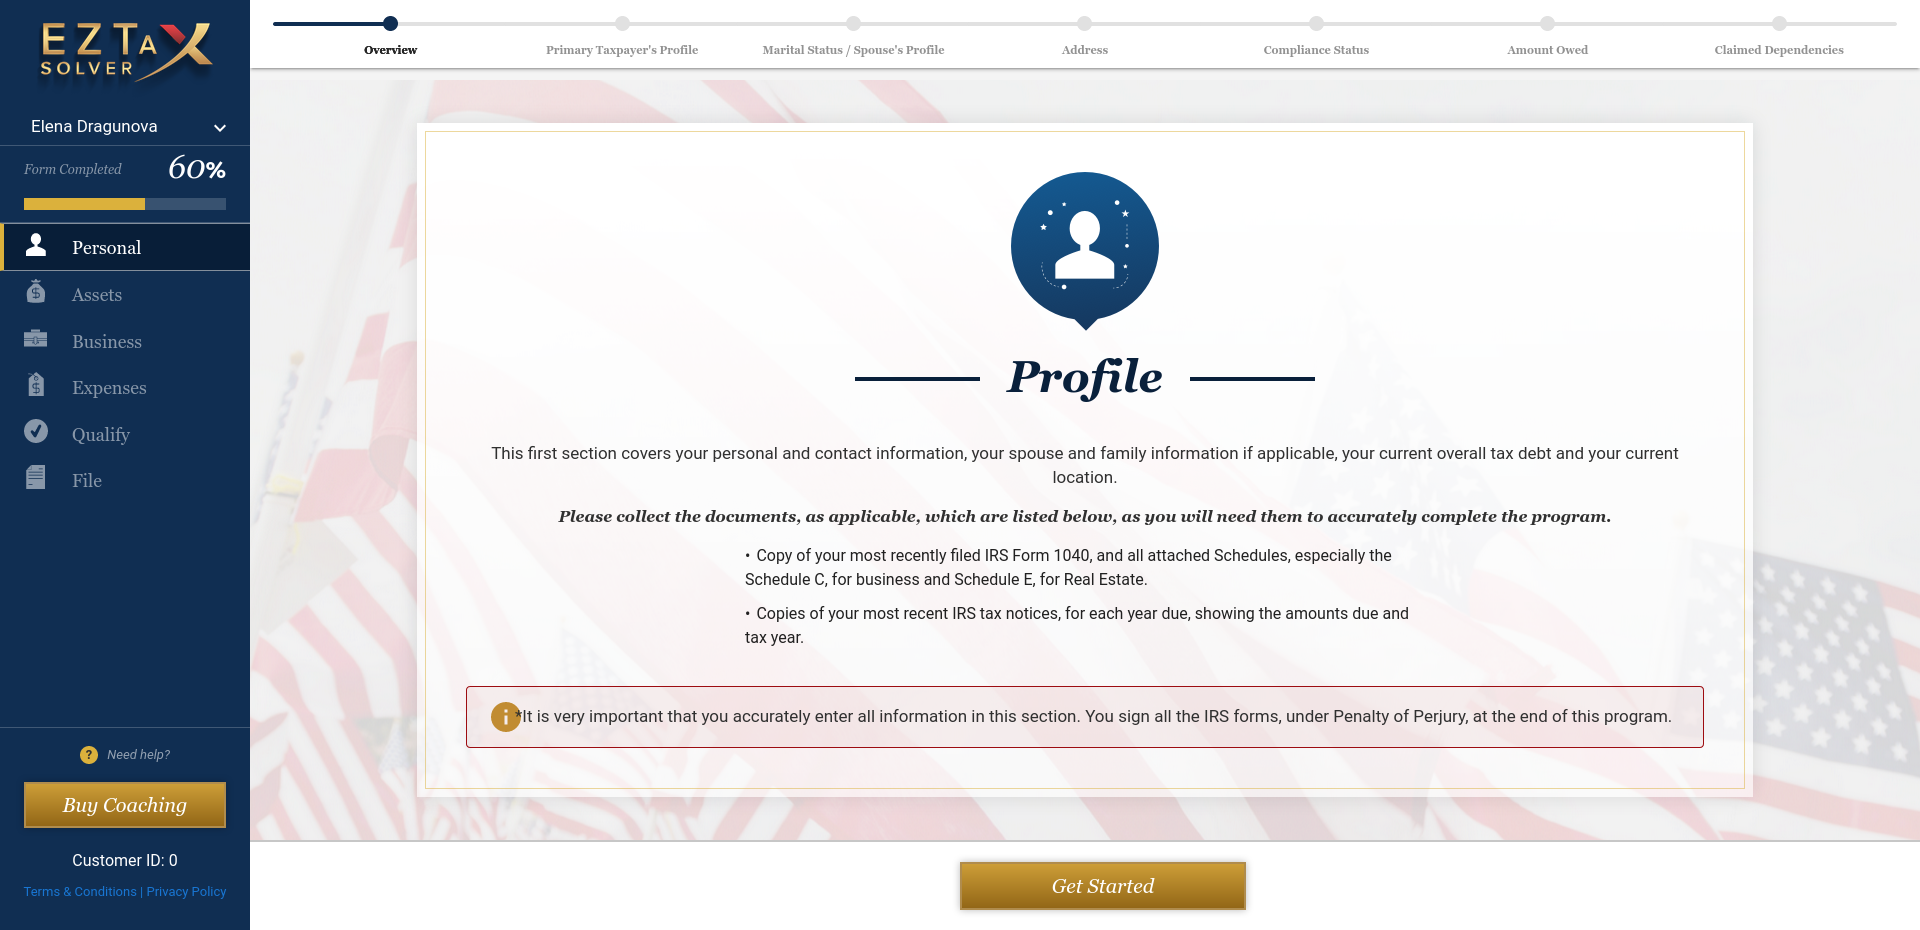 EZTAX
SOLVER
Elena Dragunova
Form Completed
60%
Personal
Assets
Business
Expenses
Qualify
File
? Need help?
Buy Coaching
Customer ID: 0
Terms & Conditions | Privacy Policy
Overview
Primary Taxpayer's Profile
Marital Status / Spouse's Profile
Address
Compliance Status
Amount Owed
Claimed Dependencies
Profile
This first section covers your personal and contact information, your spouse and family information if applicable, your current overall tax debt and your current
location.
Please collect the documents, as applicable, which are listed below, as you will need them to accurately complete the program.
• Copy of your most recently filed IRS Form 1040, and all attached Schedules, especially the
Schedule C, for business and Schedule E, for Real Estate.
• Copies of your most recent IRS tax notices, for each year due, showing the amounts due and
tax year.
*It is very important that you accurately enter all information in this section. You sign all the IRS forms, under Penalty of Perjury, at the end of this program.
Get Started